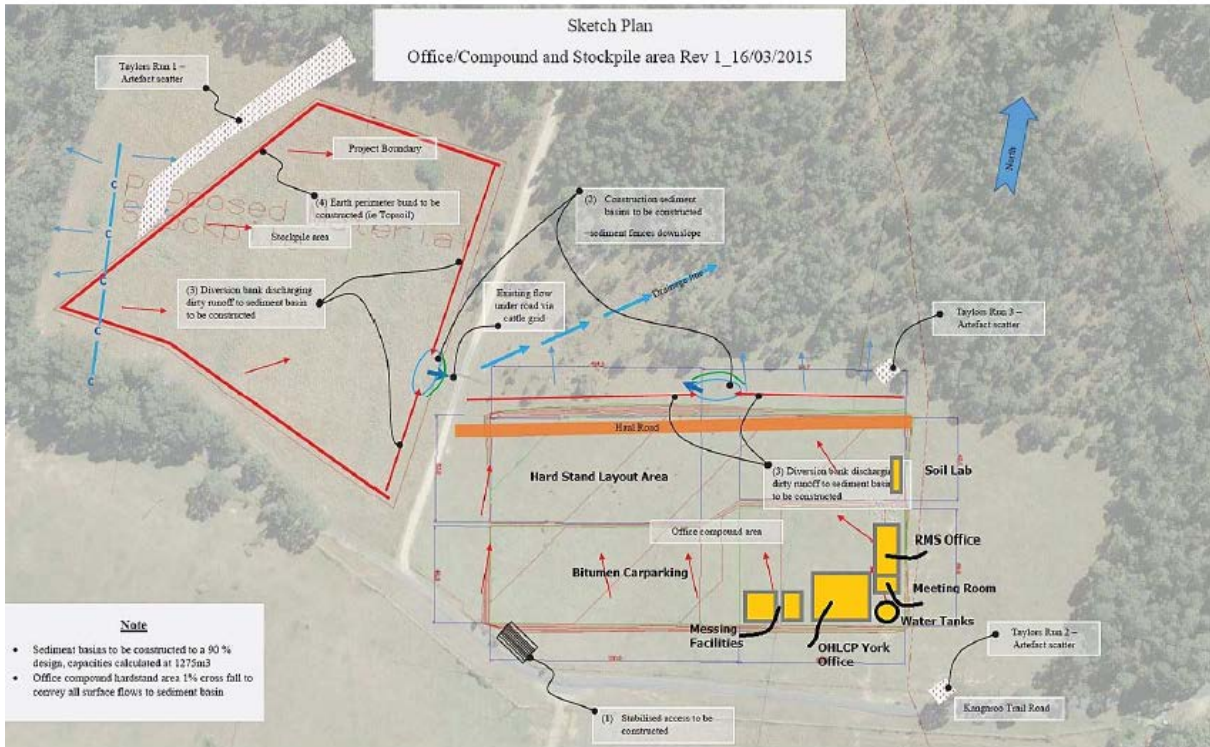 Sketch Plan
Office/Compound and Stockpile area Rev 1_16/03/2015
Taylors Run 1 –
Artefact scatter
Project Boundary
North
Proposed
Stockpile Material
(4) Earth perimeter bund to be
constructed (ie Topsoil)
Stockpile area
(2) Construction sediment
basins to be constructed
–sediment fences downslope
(3) Diversion bank discharging
dirty runoff to sediment basin
to be constructed
Existing flow
under road via
cattle grid
Drainage line
Taylors Run 3 –
Artefact scatter
C
C
C
C
C
Haul Road
Hard Stand Layout Area
(3) Diversion bank discharging
dirty runoff to sediment basin
to be constructed
Soil Lab
Office compound area
RMS Office
Bitumen Carparking
Meeting Room
Water Tanks
Messing
Facilities
OHLCP York
Office
Taylors Run 2 –
Artefact scatter
Kangaroo Trail Road
(1) Stabilised access to be
constructed
Note
• Sediment basins to be constructed to a 90 %
design, capacities calculated at 1275m3
• Office compound hardstand area 1% cross fall to
convey all surface flows to sediment basin